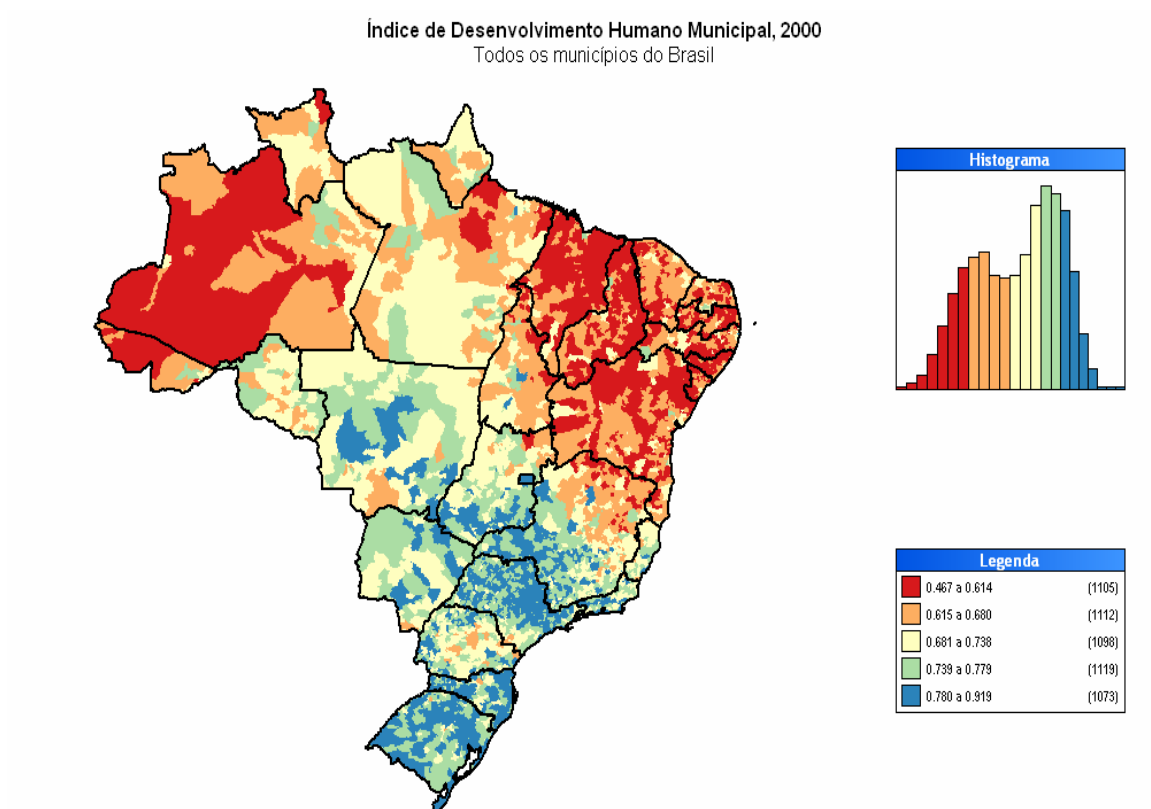 Índice de Desenvolvimento Humano Municipal, 2000
Todos os municípios do Brasil
Histograma
Legenda
0.467 a 0.614 (1105)
0.615 a 0.680 (1112)
0.681 a 0.738 (1098)
0.739 a 0.779 (1119)
0.780 a 0.919 (1073)